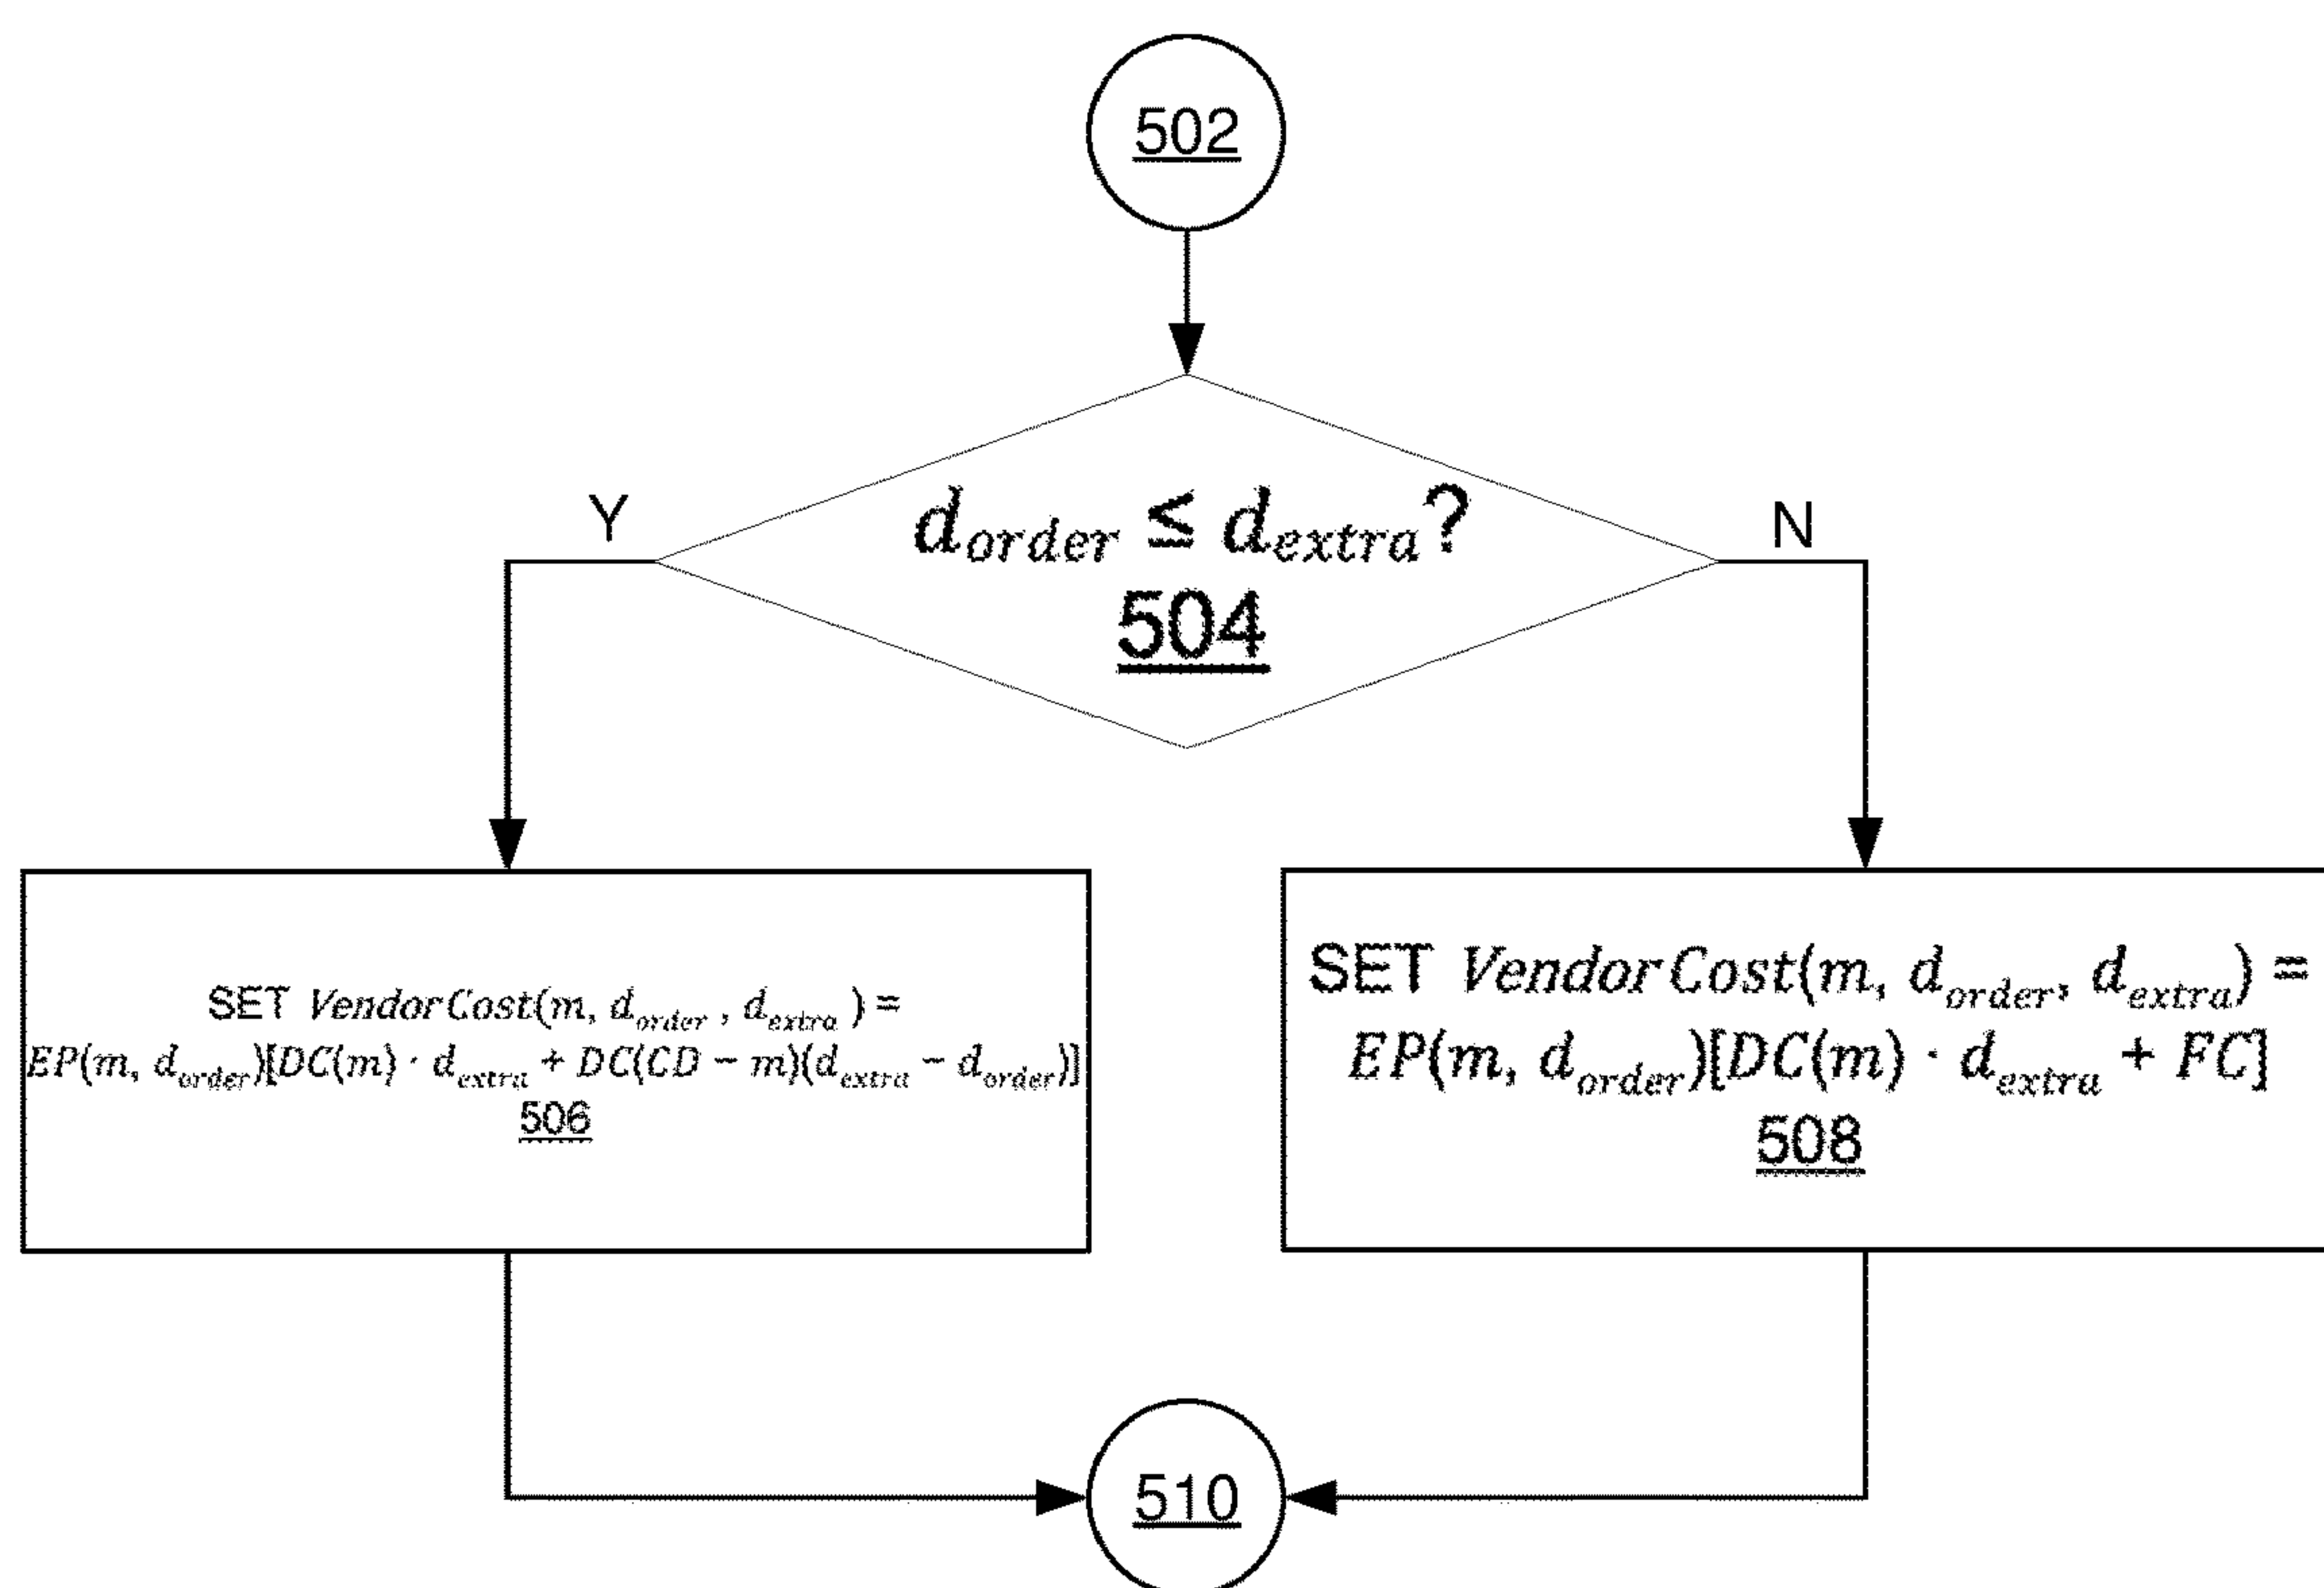 502
d_order ≤ d_extra?
504
Y
N
SET VendorCost(m, d_order , d_extra ) =
EP(m, d_order)[DC(m) · d_extra + DC(CD − m)(d_extra − d_order)]
506
SET VendorCost(m, d_order, d_extra) =
EP(m, d_order)[DC(m) · d_extra + FC]
508
510